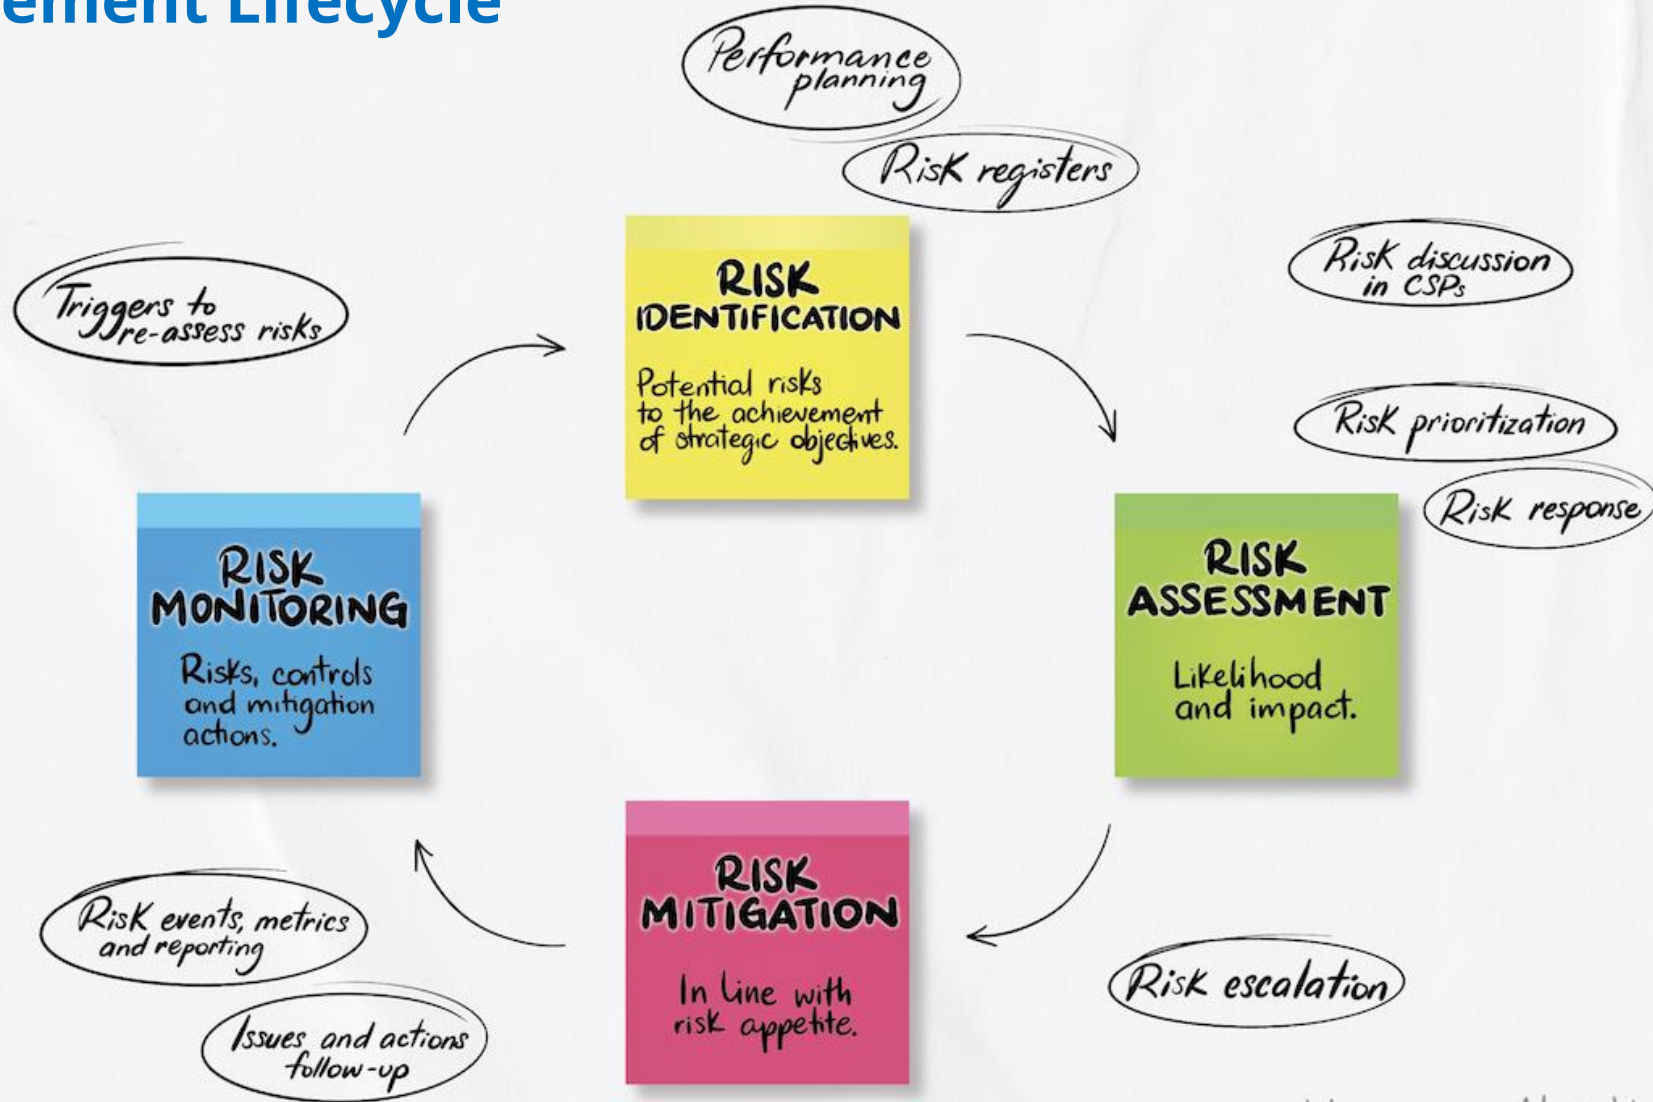 ement Lifecycle
Performance
planning
Risk registers
Risk discussion
in CSPs
Triggers to
re-assess risks
RISK
IDENTIFICATION
Potential risks
to the achievement
of strategic objectives.
Risk prioritization
Risk response
RISK
MONITORING
Risks, controls
and mitigation
actions.
RISK
ASSESSMENT
Likelihood
and impact.
RISK
MITIGATION
In line with
risk appetite.
Risk events, metrics
and reporting
Issues and actions
follow-up
Risk escalation